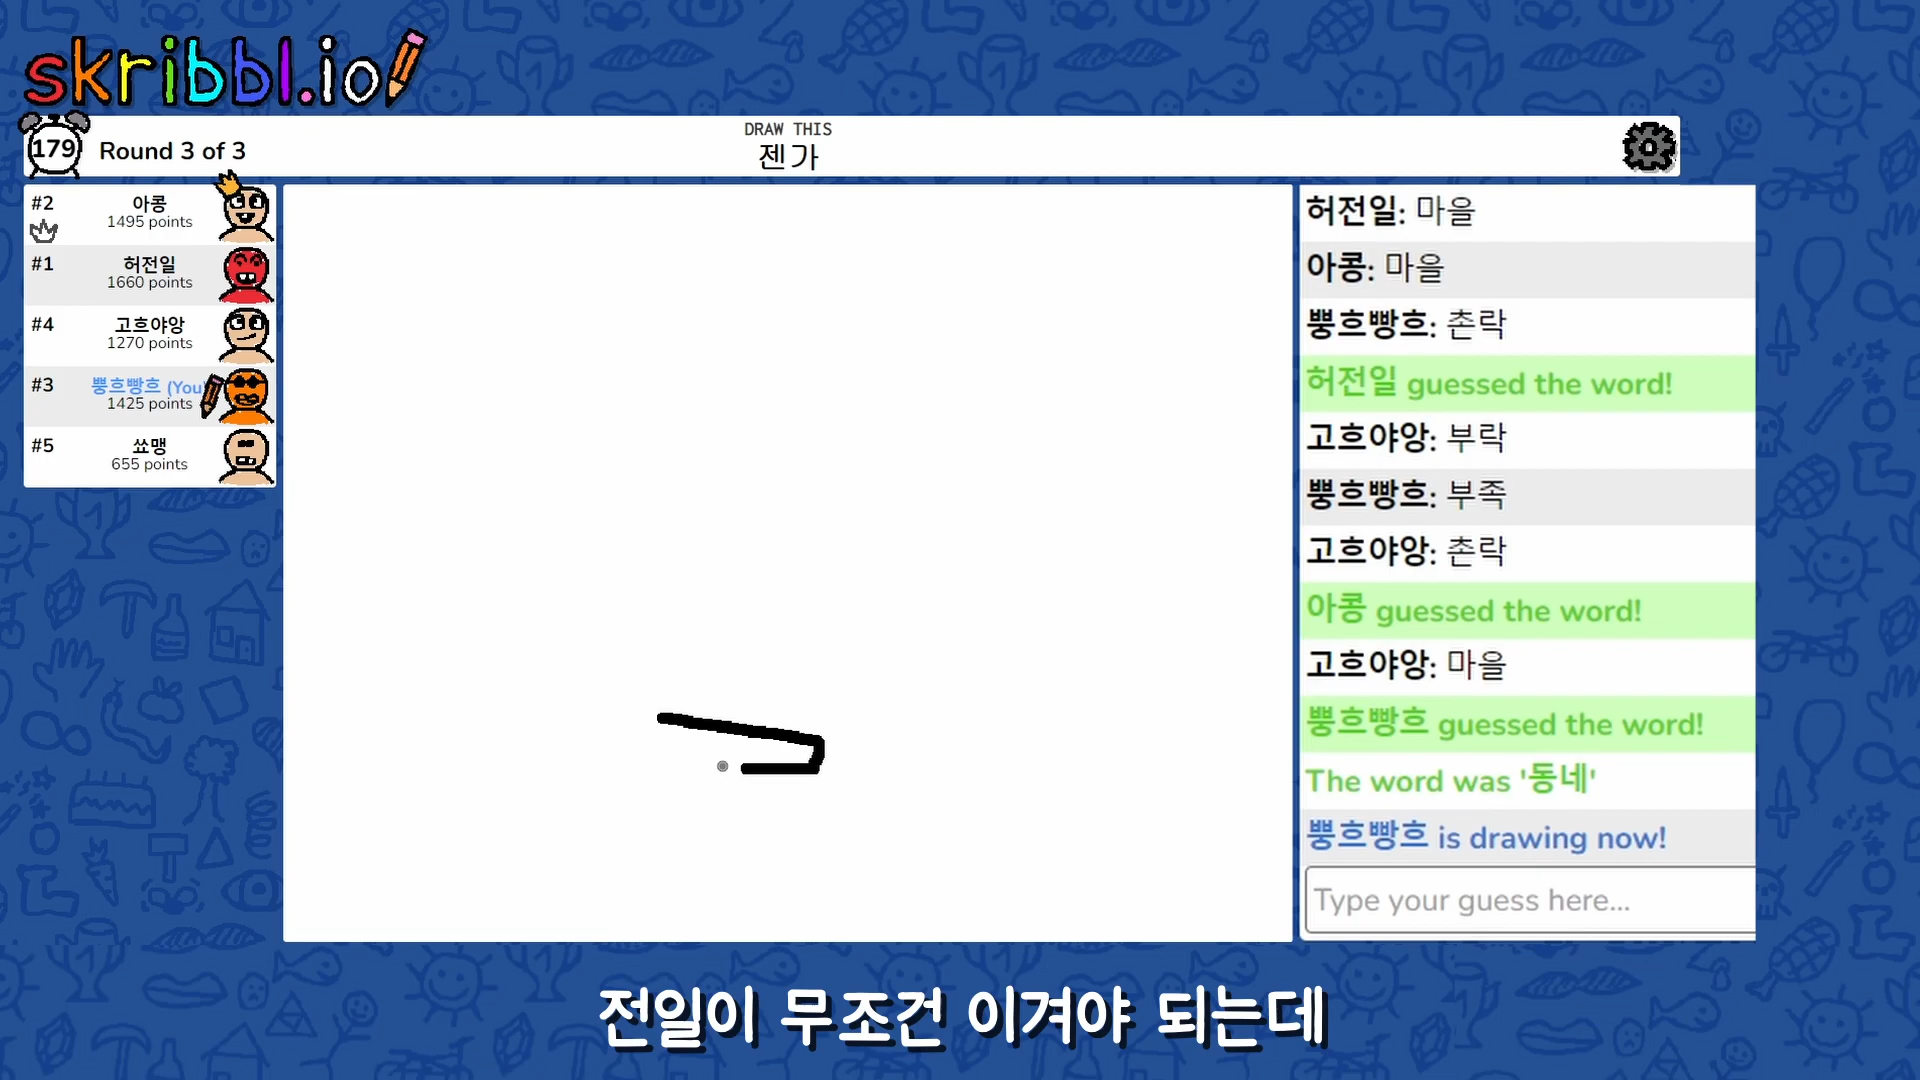 skribbl.io
179
Round 3 of 3
DRAW THIS
젠가
#2
아콩
1495 points
#1
허전일
1660 points
#4
고흐야앙
1270 points
#3
뿡흐빵흐 (You
1425 points
#5
쑈맹
655 points
허전일: 마을
아콩: 마을
뿡흐빵흐: 촌락
허전일 guessed the word!
고흐야앙: 부락
뿡흐빵흐: 부족
고흐야앙: 촌락
아콩 guessed the word!
고흐야앙: 마을
뿡흐빵흐 guessed the word!
The word was '동네'
뿡흐빵흐 is drawing now!
Type your guess here...
전일이 무조건 이겨야 되는데